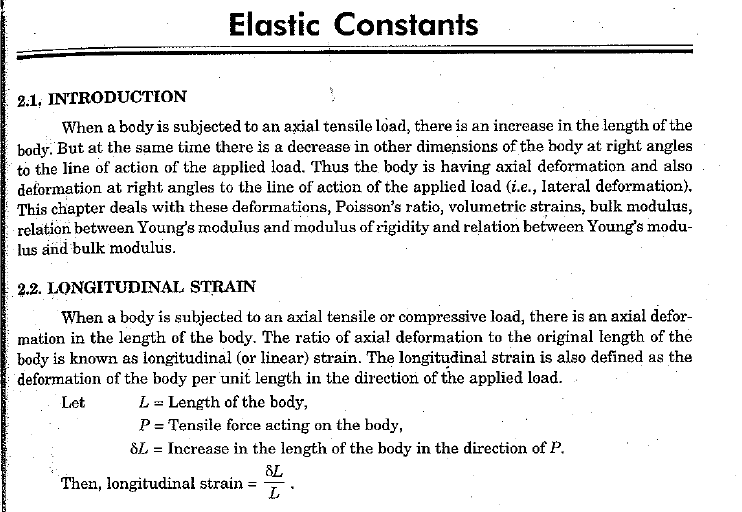 Elastic Constants
2.1. INTRODUCTION
When a body is subjected to an axial tensile load, there is an increase in the length of the
body. But at the same time there is a decrease in other dimensions of the body at right angles
to the line of action of the applied load. Thus the body is having axial deformation and also
deformation at right angles to the line of action of the applied load (i.e., lateral deformation).
This chapter deals with these deformations, Poisson's ratio, volumetric strains, bulk modulus,
relation between Young's modulus and modulus of rigidity and relation between Young's modu-
lus and bulk modulus.
2.2. LONGITUDINAL STRAIN
When a body is subjected to an axial tensile or compressive load, there is an axial defor-
mation in the length of the body. The ratio of axial deformation to the original length of the
body is known as longitudinal (or linear) strain. The longitudinal strain is also defined as the
deformation of the body per unit length in the direction of the applied load.
Let L = Length of the body,
P = Tensile force acting on the body,
δL = Increase in the length of the body in the direction of P.
Then, longitudinal strain = δL/L .